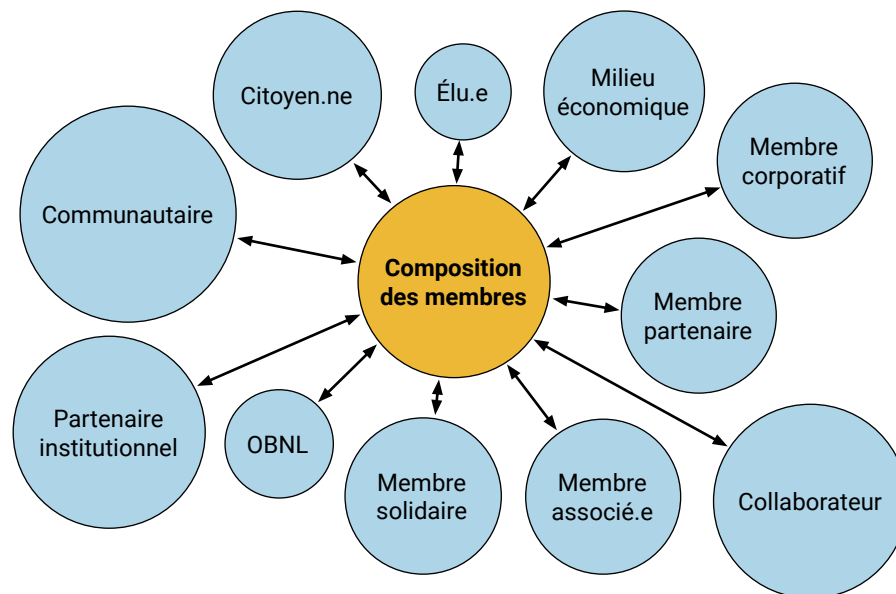 Citoyen.ne
Élu.e
Milieu
économique
Membre
corporatif
Communautaire
Composition
des membres
Membre
partenaire
Partenaire
institutionnel
OBNL
Membre
solidaire
Membre
associé.e
Collaborateur